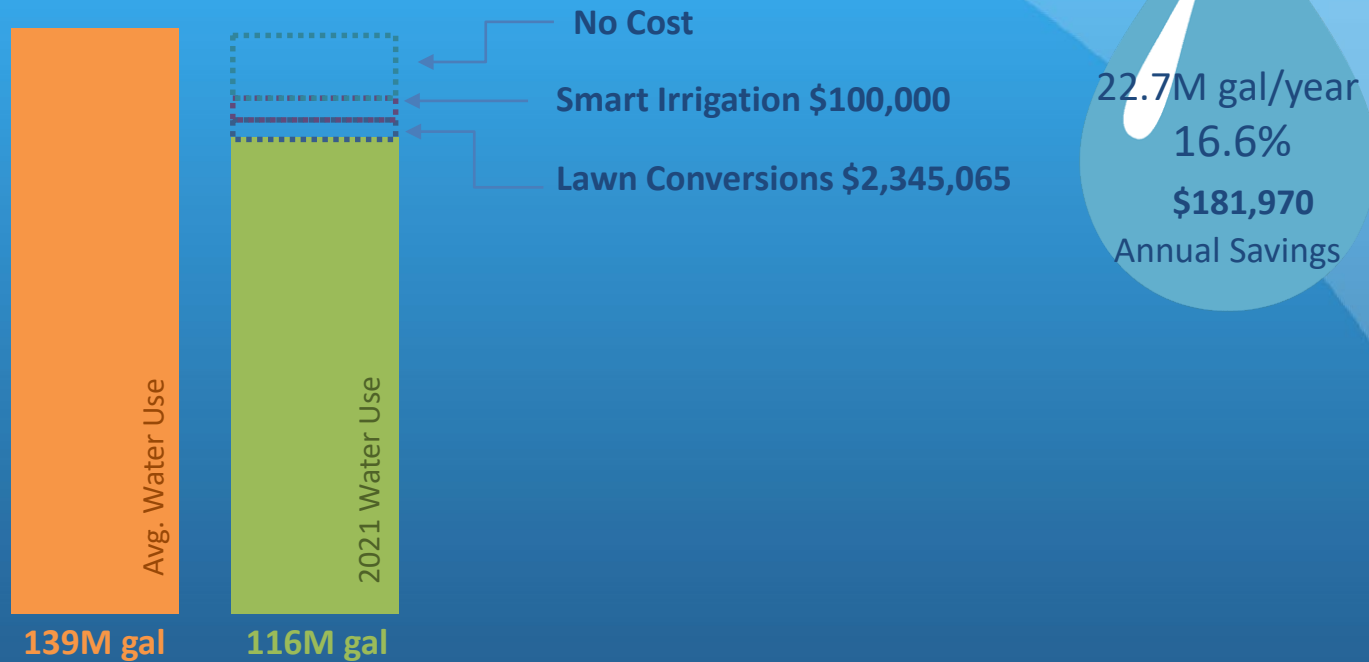 No Cost
Smart Irrigation $100,000
Lawn Conversions $2,345,065
22.7M gal/year
16.6%
$181,970
Annual Savings
Avg. Water Use
2021 Water Use
139M gal
116M gal